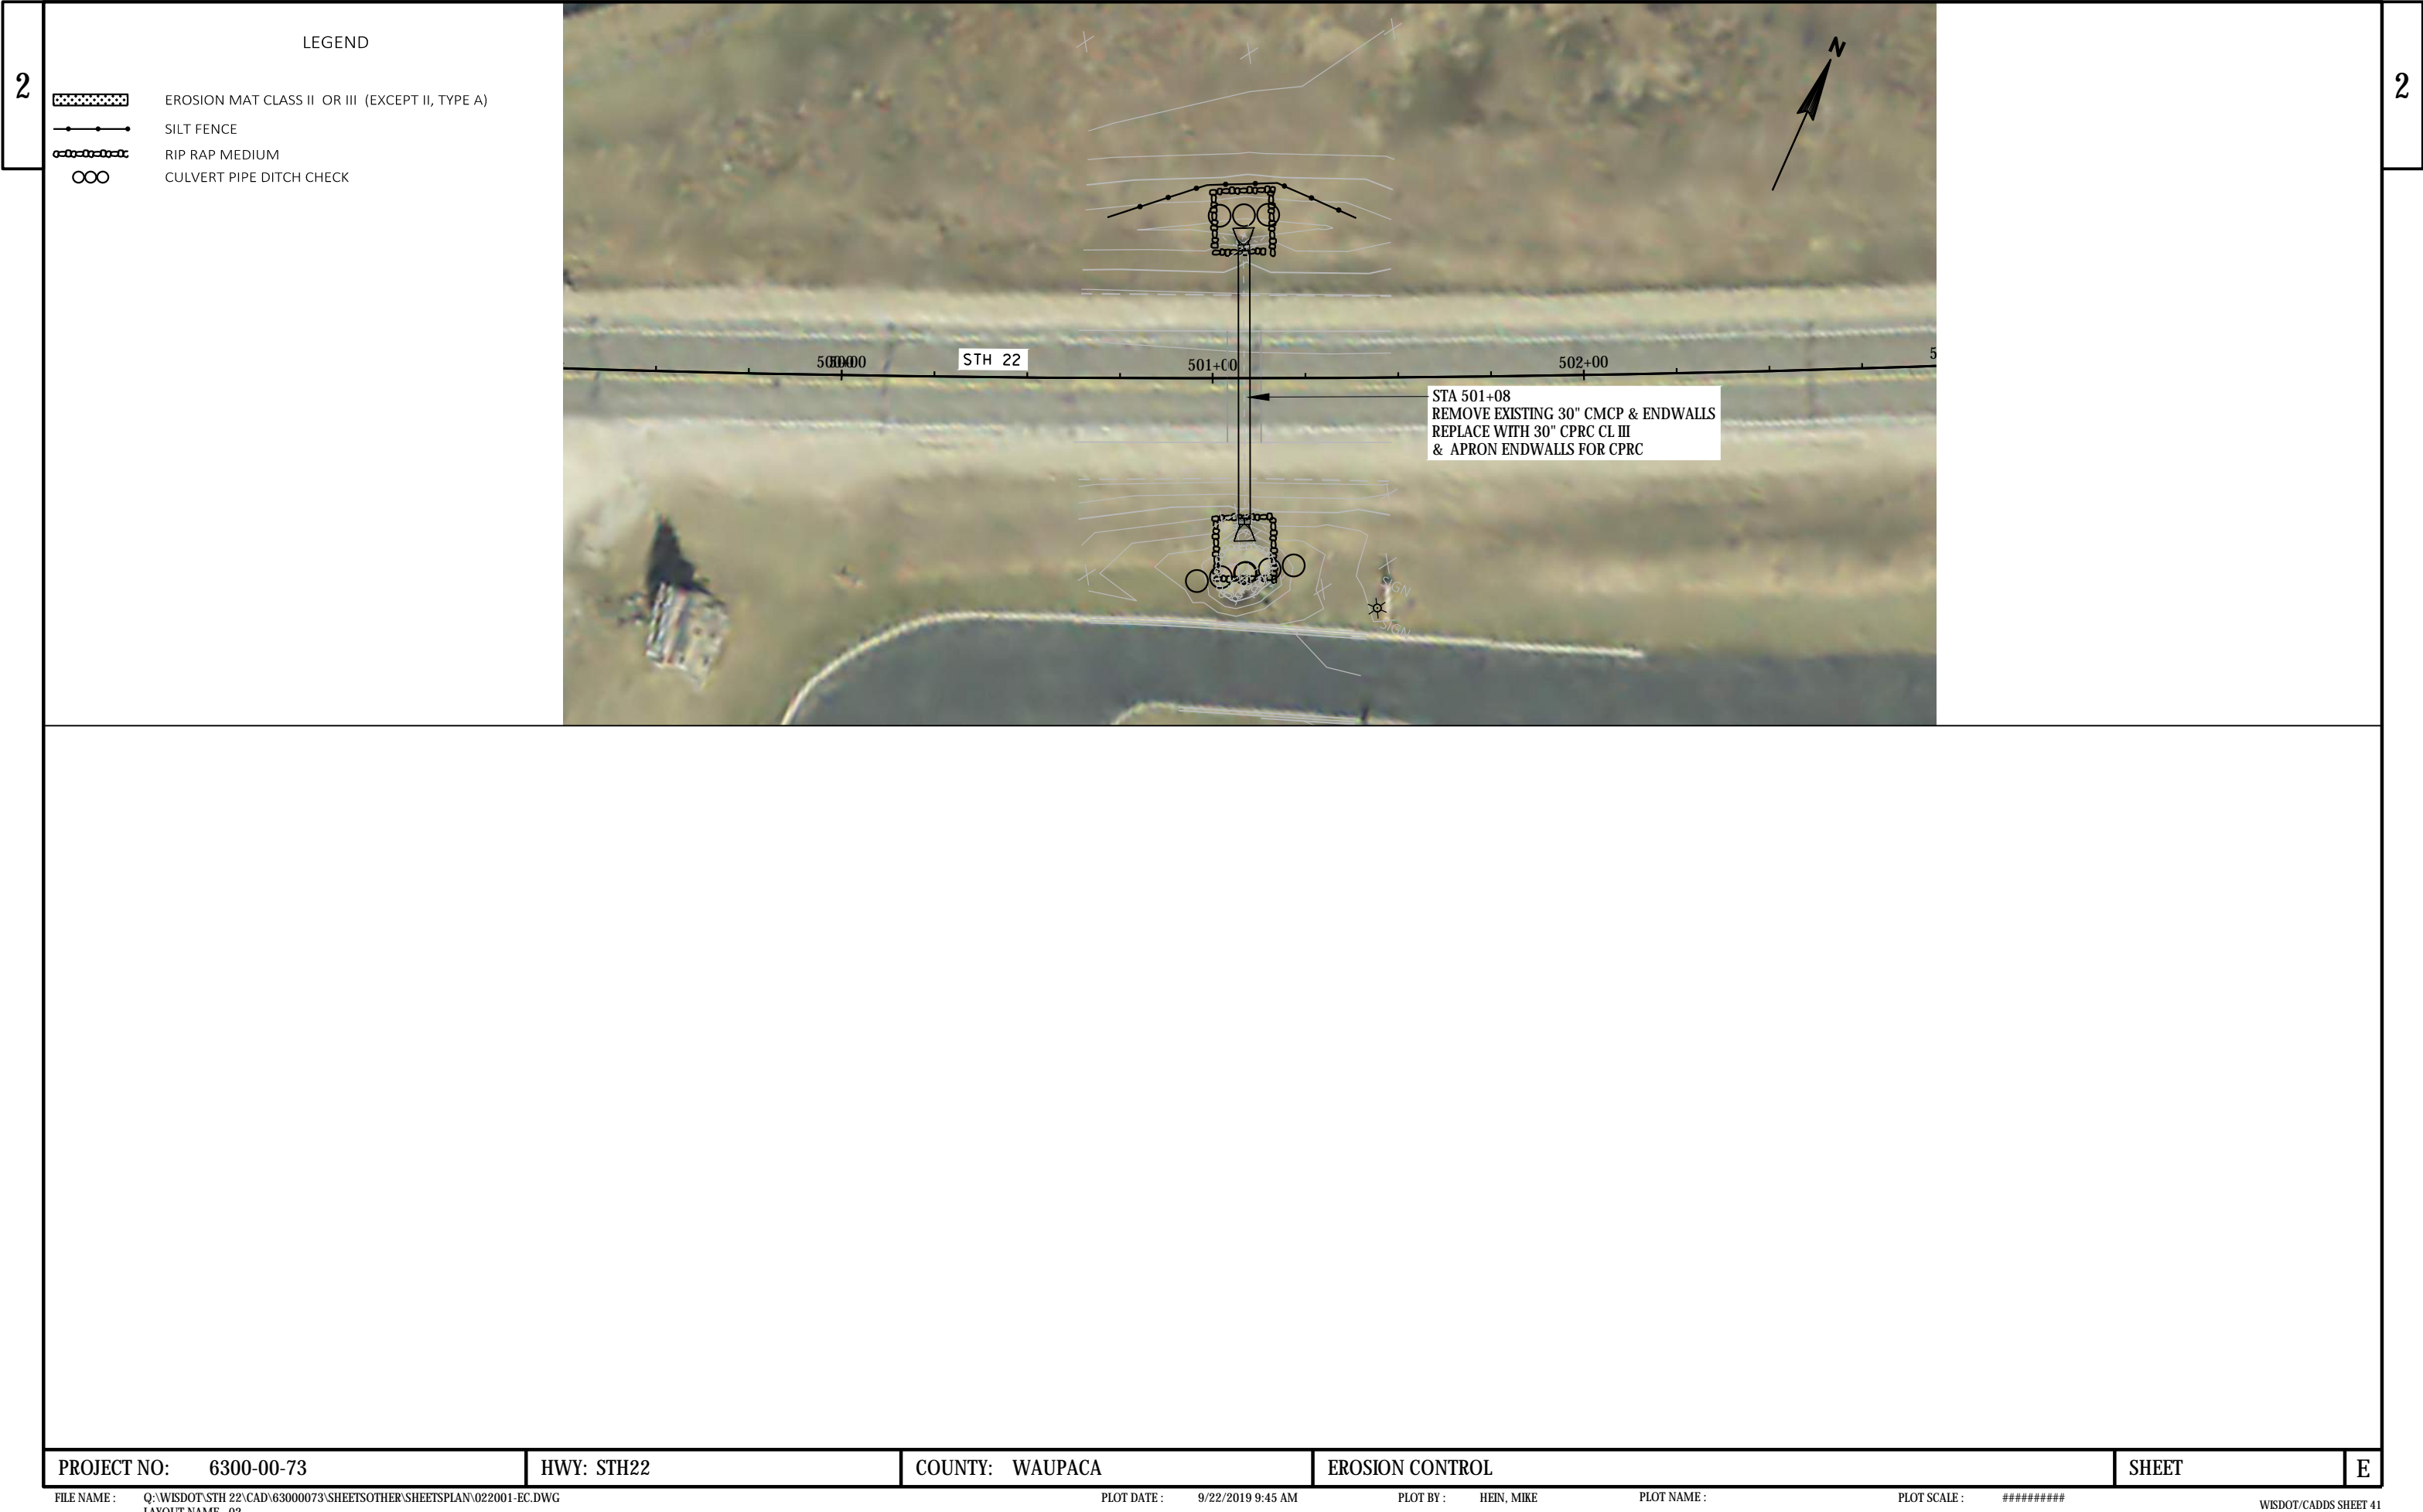 2
LEGEND
EROSION MAT CLASS II OR III (EXCEPT II, TYPE A)
SILT FENCE
RIP RAP MEDIUM
CULVERT PIPE DITCH CHECK
N
2
STH 22
501+00
502+00
5
STA 501+08
REMOVE EXISTING 30" CMCP & ENDWALLS
REPLACE WITH 30" CPRC CL III
& APRON ENDWALLS FOR CPRC
SIGN
SIGN
PROJECT NO: 6300-00-73
HWY: STH22
COUNTY: WAUPACA
EROSION CONTROL
SHEET
E
FILE NAME : Q:\WISDOT\STH 22\CAD\63000073\SHEETSOTHER\SHEETSPLAN\022001-EC.DWG
PLOT DATE : 9/22/2019 9:45 AM
PLOT BY : HEIN, MIKE
PLOT NAME :
PLOT SCALE : ##########
WISDOT/CADDS SHEET 41